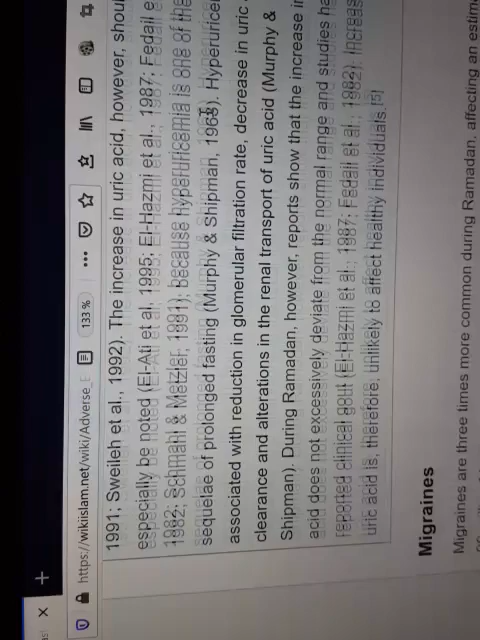 https://wikiislam.net/wiki/Adverse_E
133 %
1991; Sweileh et al., 1992). The increase in uric acid, however, shoul
especially be noted (El-Ati et al, 1995; El-Hazmi et al., 1987; Fedail e
1982; Schmahl & Metzler, 1991); because hyperuricemia is one of the
sequelae of prolonged fasting (Murphy & Shipman, 1963). Hyperuricer
associated with reduction in glomerular filtration rate, decrease in uric
clearance and alterations in the renal transport of uric acid (Murphy &
Shipman). During Ramadan, however, reports show that the increase in
acid does not excessively deviate from the normal range and studies ha
reported clinical gout (El-Hazmi et al., 1987; Fedail et al., 1982). Increas
uric acid is, therefore, unlikely to affect healthy individuals.[5]
Migraines
Migraines are three times more common during Ramadan, affecting an estima